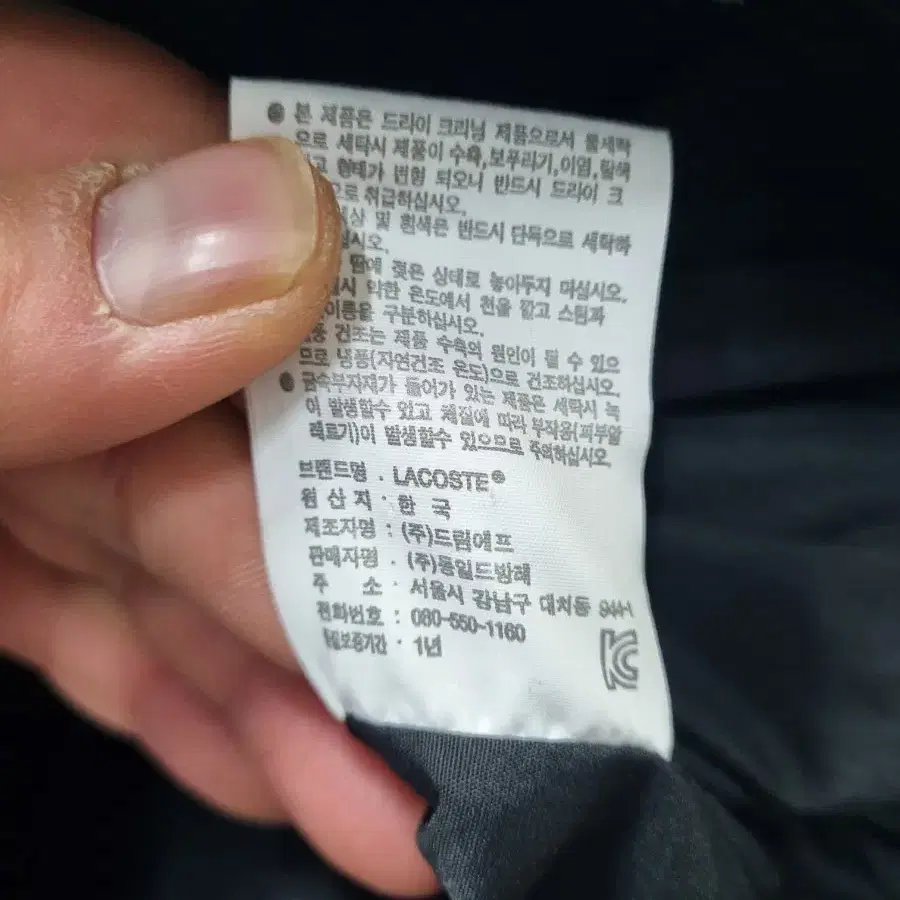 본 제품은 드라이 크리닝 제품으로서 물세탁
으로 세탁시 제품이 수축,보푸라기,이염,탈색
고 형태가 변형 되오니 반드시 드라이 크
으로 취급하십시오.
색상 및 흰색은 반드시 단독으로 세탁하
십시오.
땀에 젖은 상태로 놓아두지 마십시오.
약한 온도에서 천을 깔고 스팀과
이롬을 구분하십시오.
건조는 제품 수축의 원인이 될 수 있으
므로 냉풍(자연건조 온도)으로 건조하십시오.
금속부자재가 들어가 있는 제품은 세탁시 녹
이 발생할수 있고 체질에 따라 부작용(피부알
레르기)이 발생할수 있으므로 주의하십시오.
브랜드명 : LACOSTE®
원 산 지 : 한 국
제조자명 : (주)드림에프
판매자명 : (주)동일드방레
주 소 : 서울시 강남구 대치동 944-1
전화번호 : 080-550-1160
품질보증기간 : 1년